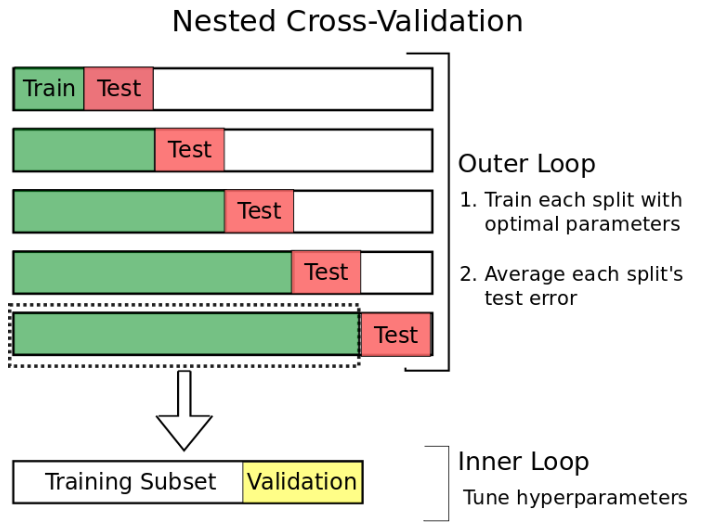 Nested Cross-Validation
Train Test
Test
Test
Test
Test
Outer Loop
1. Train each split with
optimal parameters
2. Average each split's
test error
Training Subset Validation
Inner Loop
Tune hyperparameters